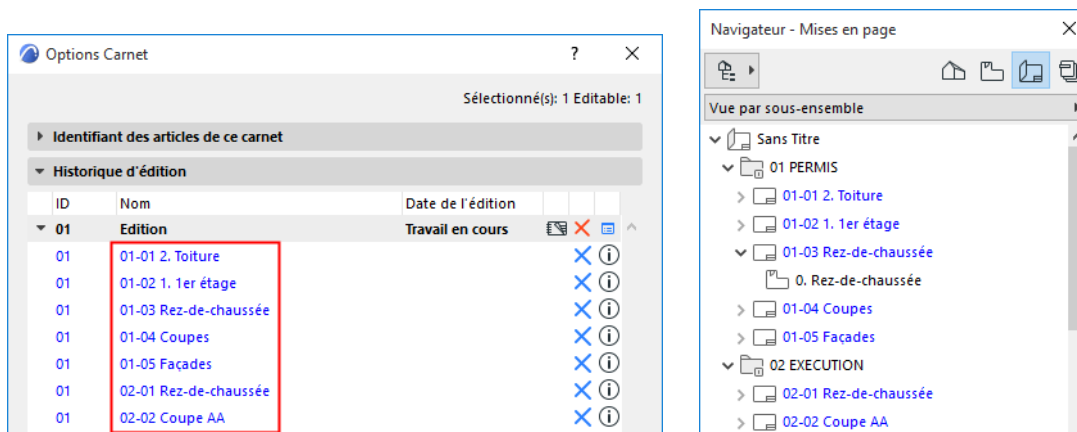 Options Carnet
?
Sélectionné(s): 1 Editable: 1
Identifiant des articles de ce carnet
Historique d'édition
ID Nom Date de l'édition
01 Edition Travail en cours
01 01-01 2. Toiture
01 01-02 1. 1er étage
01 01-03 Rez-de-chaussée
01 01-04 Coupes
01 01-05 Façades
01 02-01 Rez-de-chaussée
01 02-02 Coupe AA
Navigateur - Mises en page
Vue par sous-ensemble
Sans Titre
01 PERMIS
01-01 2. Toiture
01-02 1. 1er étage
01-03 Rez-de-chaussée
0. Rez-de-chaussée
01-04 Coupes
01-05 Façades
02 EXECUTION
02-01 Rez-de-chaussée
02-02 Coupe AA